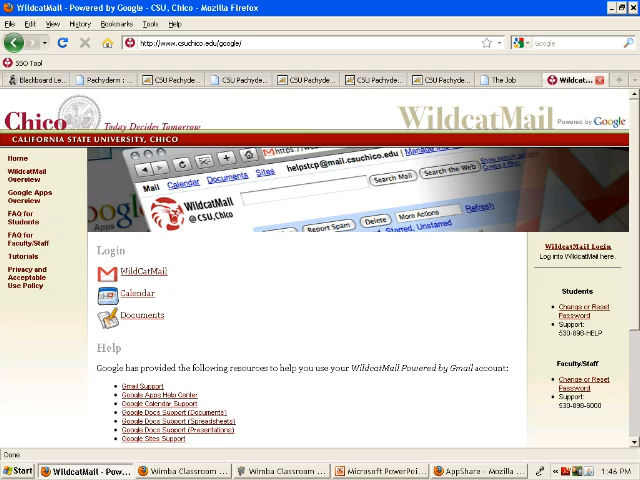 WildcatMail - Powered by Google - CSU, Chico - Mozilla Firefox
File Edit View History Bookmarks Tools Help
http://www.csuchico.edu/google/
Google
SSO Tool
Blackboard Le... Pachyderm : ... CSU Pachyde... CSU Pachyde... CSU Pachyde... CSU Pachyde... The Job Wildcat...
Chico Today Decides Tomorrow
WildcatMail Powered by Google
CALIFORNIA STATE UNIVERSITY, CHICO
Home
WildcatMail
Overview
Google Apps
Overview
FAQ for
Students
FAQ for
Faculty/Staff
Tutorials
Privacy and
Acceptable
Use Policy
https://
helpstcp@mail.csuchico.edu
Mail Calendar Documents Sites
Search Mail Search the Web
WildcatMail
@ CSU, Chico
Report Spam Delete More Actions Refresh
Starred, Unstarred
Login
WildCatMail
Calendar
Documents
Help
Google has provided the following resources to help you use your WildcatMail Powered by Gmail account:
Gmail Support
Google Apps Help Center
Google Calendar Support
Google Docs Support (Documents)
Google Docs Support (Spreadsheets)
Google Docs Support (Presentations)
Google Sites Support
WildcatMail Login
Log into WildcatMail here.
Students
Change or Reset
Password
Support:
530-898-HELP
Faculty/Staff
Change or Reset
Password
Support:
530-898-6000
Done
Start WildcatMail - Pow... Wimba Classroom ... Wimba Classroom ... Microsoft PowerPoi... AppShare - Mozilla ... 1:46 PM